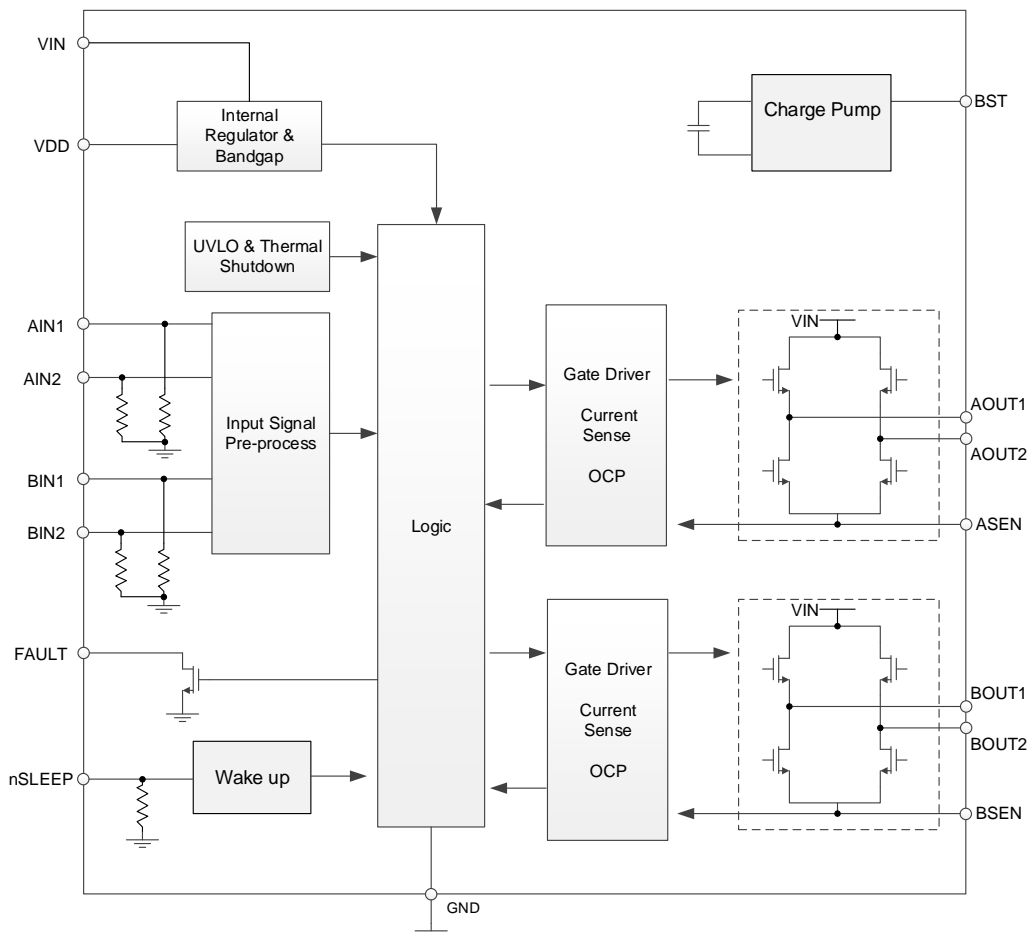 VIN
Internal
Regulator &
Bandgap
VDD
Charge Pump
BST
UVLO & Thermal
Shutdown
AIN1
AIN2
Input Signal
Pre-process
BIN1
BIN2
Logic
Gate Driver
Current
Sense
OCP
VIN
AOUT1
AOUT2
ASEN
FAULT
nSLEEP
Wake up
Gate Driver
Current
Sense
OCP
VIN
BOUT1
BOUT2
BSEN
GND